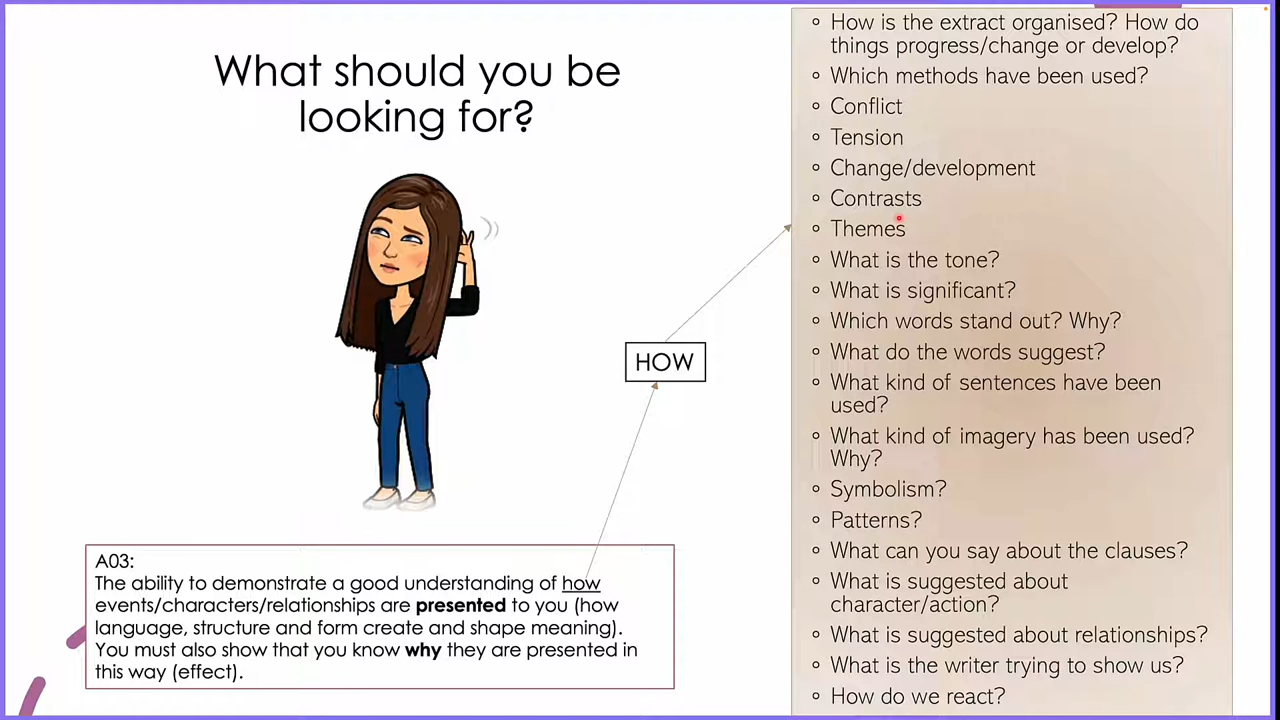 What should you be
looking for?
HOW
A03:
The ability to demonstrate a good understanding of how
events/characters/relationships are presented to you (how
language, structure and form create and shape meaning).
You must also show that you know why they are presented in
this way (effect).
How is the extract organised? How do
things progress/change or develop?
Which methods have been used?
Conflict
Tension
Change/development
Contrasts
Themes
What is the tone?
What is significant?
Which words stand out? Why?
What do the words suggest?
What kind of sentences have been
used?
What kind of imagery has been used?
Why?
Symbolism?
Patterns?
What can you say about the clauses?
What is suggested about
character/action?
What is suggested about relationships?
What is the writer trying to show us?
How do we react?